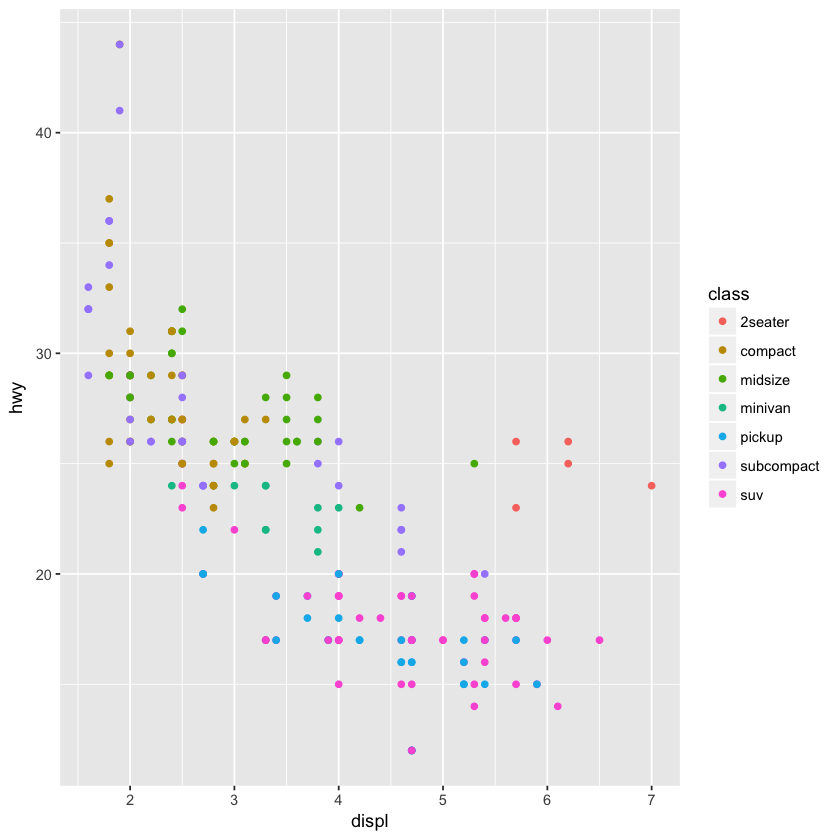 40
30
20
hwy
2 3 4 5 6 7
displ
class
2seater
compact
midsize
minivan
pickup
subcompact
suv